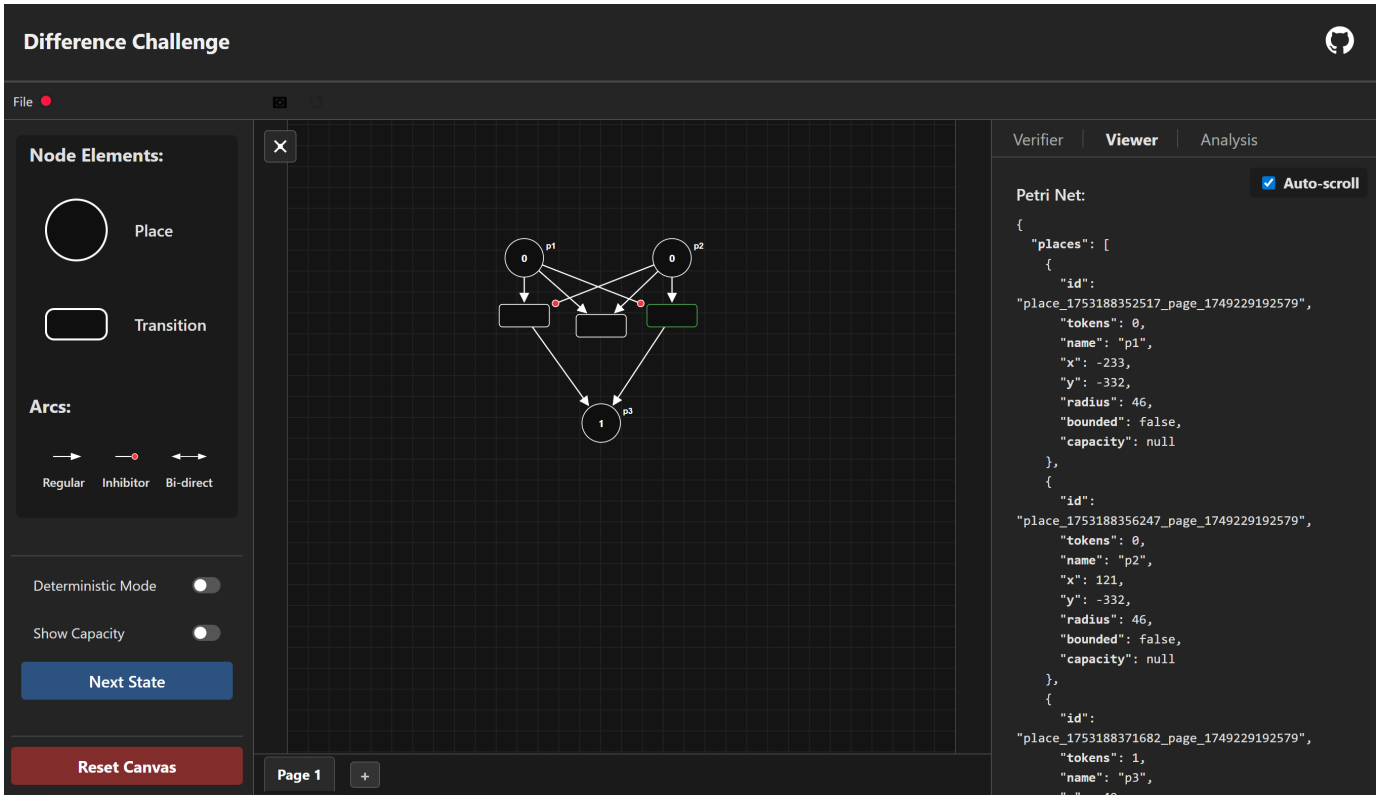 Difference Challenge
File
Node Elements:
Place
Transition
Arcs:
Regular Inhibitor Bi-direct
Deterministic Mode
Show Capacity
Next State
Reset Canvas
p1
0
p2
0
p3
1
Page 1
+
Verifier Viewer Analysis
Auto-scroll
Petri Net:
{
"places": [
{
"id":
"place_1753188352517_page_1749229192579",
"tokens": 0,
"name": "p1",
"x": -233,
"y": -332,
"radius": 46,
"bounded": false,
"capacity": null
},
{
"id":
"place_1753188356247_page_1749229192579",
"tokens": 0,
"name": "p2",
"x": 121,
"y": -332,
"radius": 46,
"bounded": false,
"capacity": null
},
{
"id":
"place_1753188371682_page_1749229192579",
"tokens": 1,
"name": "p3",